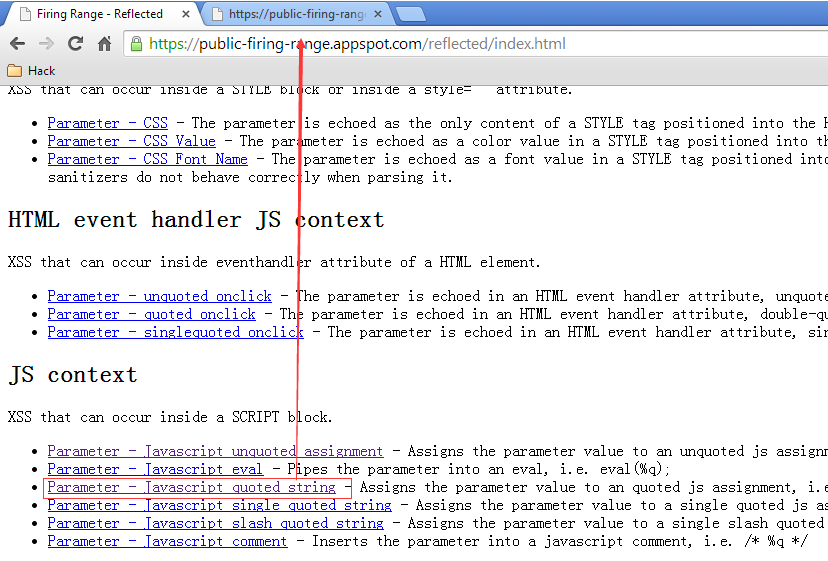 Firing Range - Reflected
https://public-firing-rang
https://public-firing-range.appspot.com/reflected/index.html
Hack
XSS that can occur inside a STYLE block or inside a style= attribute.
• Parameter - CSS - The parameter is echoed as the only content of a STYLE tag positioned into the H
• Parameter - CSS Value - The parameter is echoed as a color value in a STYLE tag positioned into th
• Parameter - CSS Font Name - The parameter is echoed as a font value in a STYLE tag positioned into
sanitizers do not behave correctly when parsing it.
HTML event handler JS context
XSS that can occur inside eventhandler attribute of a HTML element.
• Parameter - unquoted onclick - The parameter is echoed in an HTML event handler attribute, unquote
• Parameter - quoted onclick - The parameter is echoed in an HTML event handler attribute, double-qu
• Parameter - singlequoted onclick - The parameter is echoed in an HTML event handler attribute, sin
JS context
XSS that can occur inside a SCRIPT block.
• Parameter - Javascript unquoted assignment - Assigns the parameter value to an unquoted js assignm
• Parameter - Javascript eval - Pipes the parameter into an eval, i.e. eval(%q);
• Parameter - Javascript quoted string - Assigns the parameter value to an quoted js assignment, i.e
• Parameter - Javascript single quoted string - Assigns the parameter value to a single quoted js as
• Parameter - Javascript slash quoted string - Assigns the parameter value to a single slash quoted
• Parameter - Javascript comment - Inserts the parameter into a javascript comment, i.e. /* %q */